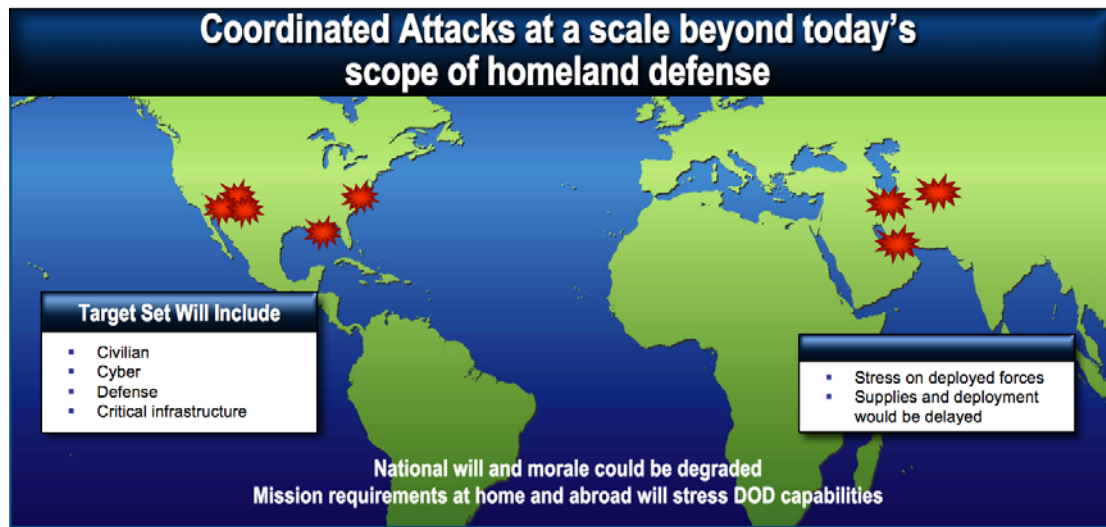 Coordinated Attacks at a scale beyond today's
scope of homeland defense
Target Set Will Include
▪ Civilian
▪ Cyber
▪ Defense
▪ Critical infrastructure
▪ Stress on deployed forces
▪ Supplies and deployment
would be delayed
National will and morale could be degraded
Mission requirements at home and abroad will stress DOD capabilities